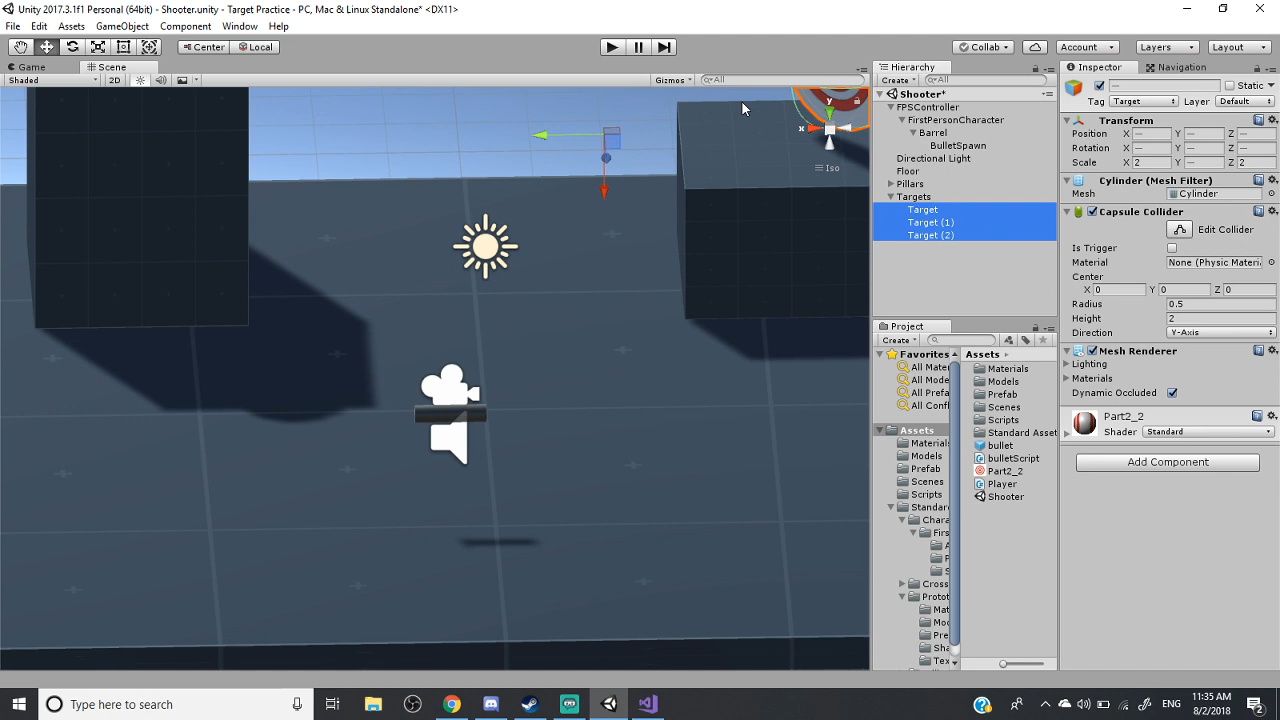 Unity 2017.3.1f1 Personal (64bit) - Shooter.unity - Target Practice - PC, Mac & Linux Standalone* <DX11>
File Edit Assets GameObject Component Window Help
Center Local Collab Account Layers Layout
Game Scene
Shaded 2D Gizmos All
y
x
Iso
Hierarchy
Create All
Shooter*
FPSController
FirstPersonCharacter
Barrel
BulletSpawn
Directional Light
Floor
Pillars
Targets
Target
Target (1)
Target (2)
Project
Create
Favorites
All Mater
All Mode
All Prefa
All Confl
Assets
Materials
Models
Prefab
Scenes
Scripts
Standard
Chara
First
Cross
Protot
Mat
Mod
Pre
Sha
Tex
Assets
Materials
Models
Prefab
Scenes
Scripts
Standard Asset
bullet
bulletScript
Part2_2
Player
Shooter
Inspector Navigation
— Static
Tag Target Layer Default
Transform
Position X — Y — Z —
Rotation X — Y — Z —
Scale X 2 Y — Z 2
Cylinder (Mesh Filter)
Mesh Cylinder
Capsule Collider
Edit Collider
Is Trigger
Material None (Physic Materi
Center
X 0 Y 0 Z 0
Radius 0.5
Height 2
Direction Y-Axis
Mesh Renderer
Lighting
Materials
Dynamic Occluded
Part2_2
Shader Standard
Add Component
Type here to search
ENG
11:35 AM
8/2/2018